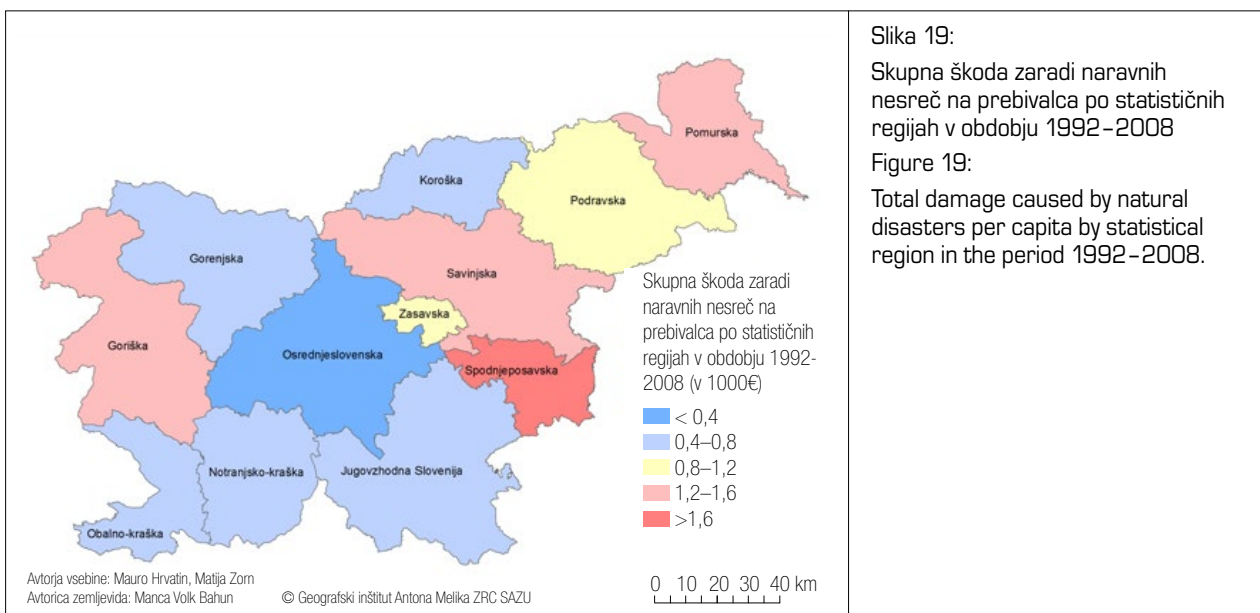 Pomurska
Koroška
Podravska
Gorenjska
Savinjska
Zasavska
Goriška
Osrednjeslovenska
Spodnjeposavska
Notranjsko-kraška
Jugovzhodna Slovenija
Obalno-kraška
Skupna škoda zaradi
naravnih nesreč na
prebivalca po statističnih
regijah v obdobju 1992-
2008 (v 1000€)
< 0,4
0,4–0,8
0,8–1,2
1,2–1,6
>1,6
Avtorja vsebine: Mauro Hrvatin, Matija Zorn
Avtorica zemljevida: Manca Volk Bahun © Geografski inštitut Antona Melika ZRC SAZU
0 10 20 30 40 km
Slika 19:
Skupna škoda zaradi naravnih
nesreč na prebivalca po statističnih
regijah v obdobju 1992–2008
Figure 19:
Total damage caused by natural
disasters per capita by statistical
region in the period 1992–2008.